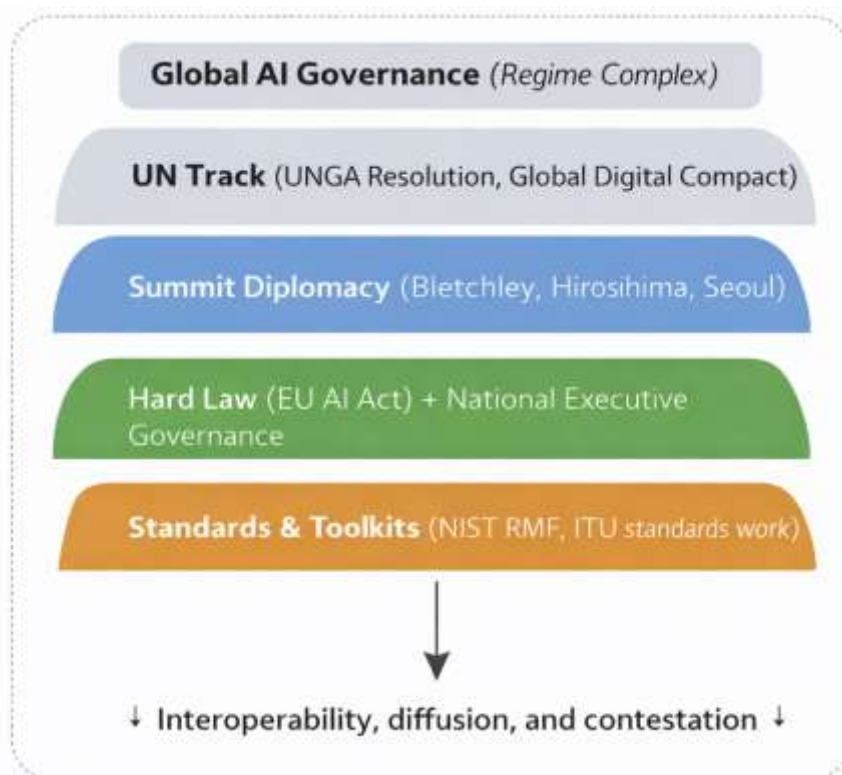 Global AI Governance (Regime Complex)
UN Track (UNGA Resolution, Global Digital Compact)
Summit Diplomacy (Bletchley, Hirosihima, Seoul)
Hard Law (EU AI Act) + National Executive
Governance
Standards & Toolkits (NIST RMF, ITU standards work)
↓ Interoperability, diffusion, and contestation ↓